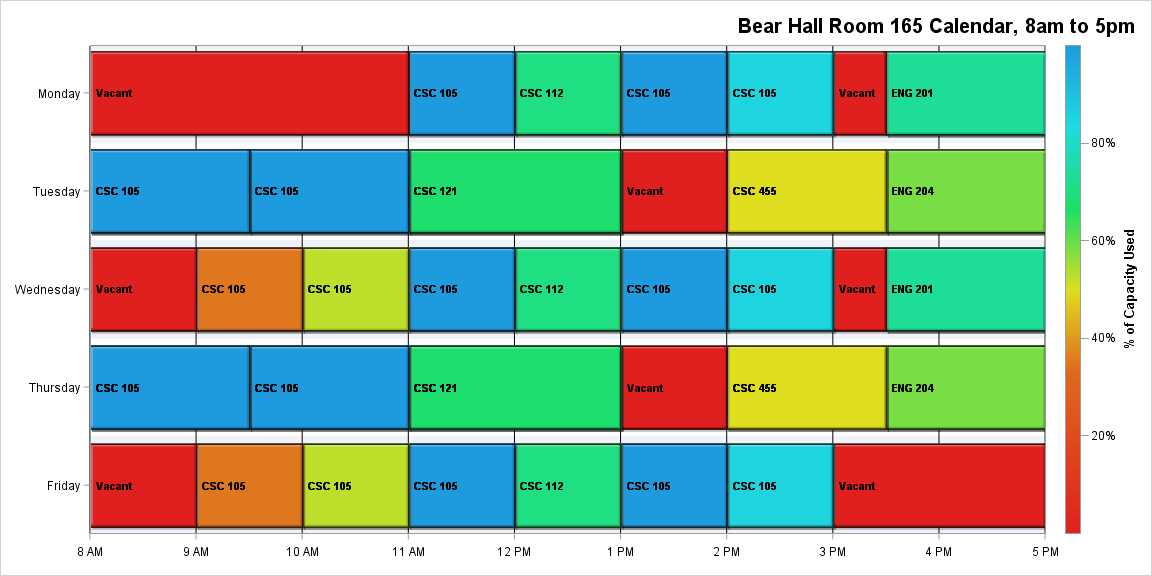 Bear Hall Room 165 Calendar, 8am to 5pm
Monday
Vacant
CSC 105
CSC 112
CSC 105
CSC 105
Vacant
ENG 201
Tuesday
CSC 105
CSC 105
CSC 121
Vacant
CSC 455
ENG 204
Wednesday
Vacant
CSC 105
CSC 105
CSC 105
CSC 112
CSC 105
CSC 105
Vacant
ENG 201
Thursday
CSC 105
CSC 105
CSC 121
Vacant
CSC 455
ENG 204
Friday
Vacant
CSC 105
CSC 105
CSC 105
CSC 112
CSC 105
CSC 105
Vacant
8 AM
9 AM
10 AM
11 AM
12 PM
1 PM
2 PM
3 PM
4 PM
5 PM
80%
60%
40%
20%
% of Capacity Used